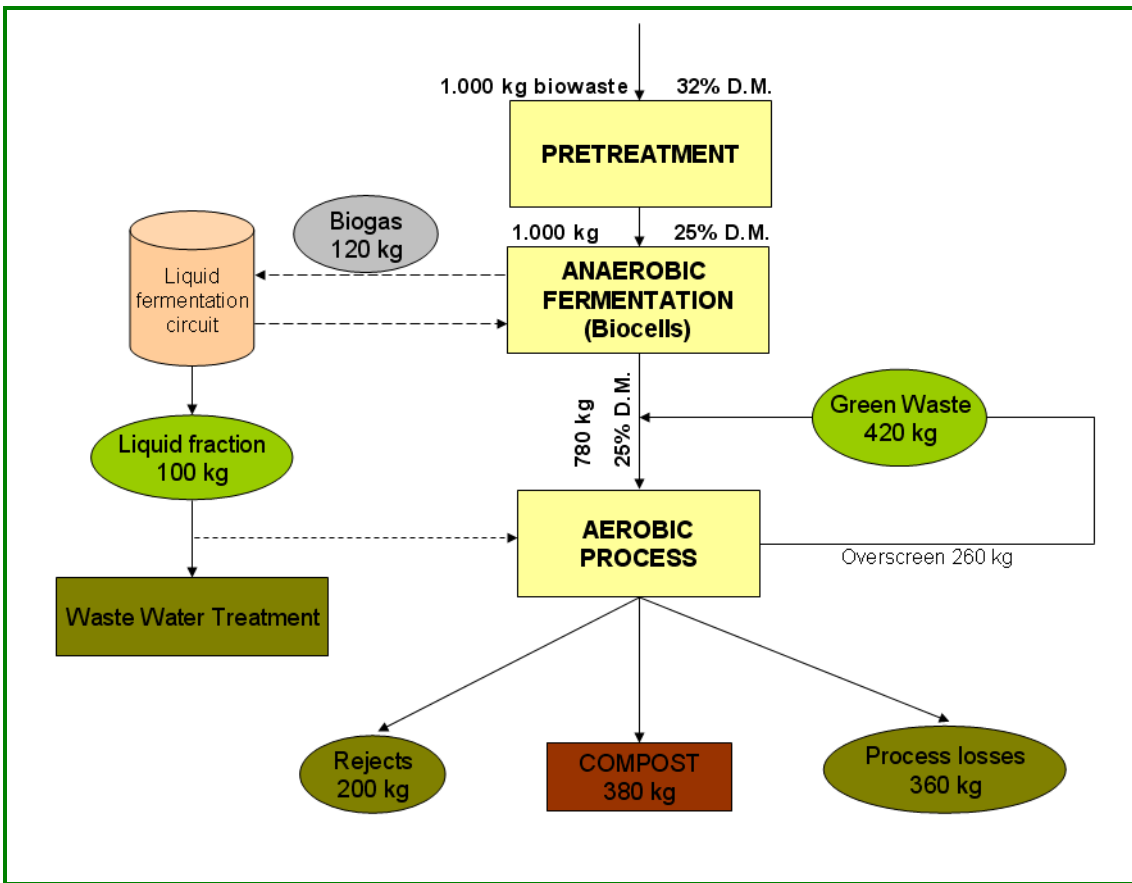 1.000 kg biowaste 32% D.M.
PRETREATMENT
1.000 kg 25% D.M.
Biogas
120 kg
Liquid
fermentation
circuit
ANAEROBIC
FERMENTATION
(Biocells)
780 kg
25% D.M.
Green Waste
420 kg
Liquid fraction
100 kg
AEROBIC
PROCESS
Overscreen 260 kg
Waste Water Treatment
Rejects
200 kg
COMPOST
380 kg
Process losses
360 kg